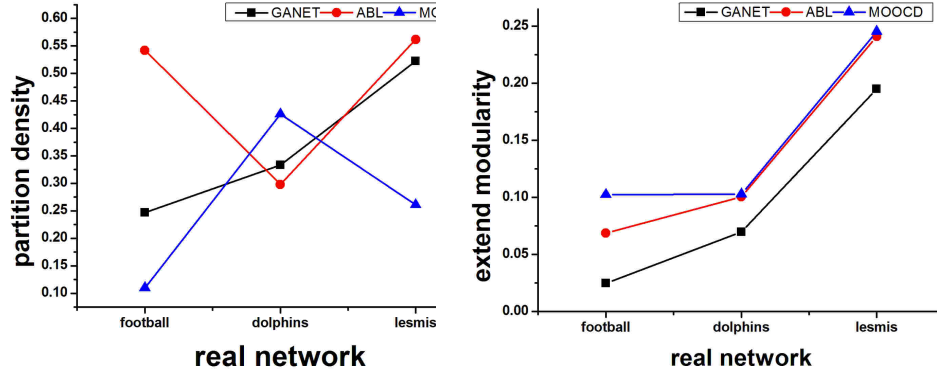 GANET ABL MO
0.60
0.55
0.50
0.45
0.40
0.35
0.30
0.25
0.20
0.15
0.10
partition density
football dolphins lesmis
real network
GANET ABL MOOCD
0.25
0.20
0.15
0.10
0.05
0.00
extend modularity
football dolphins lesmis
real network